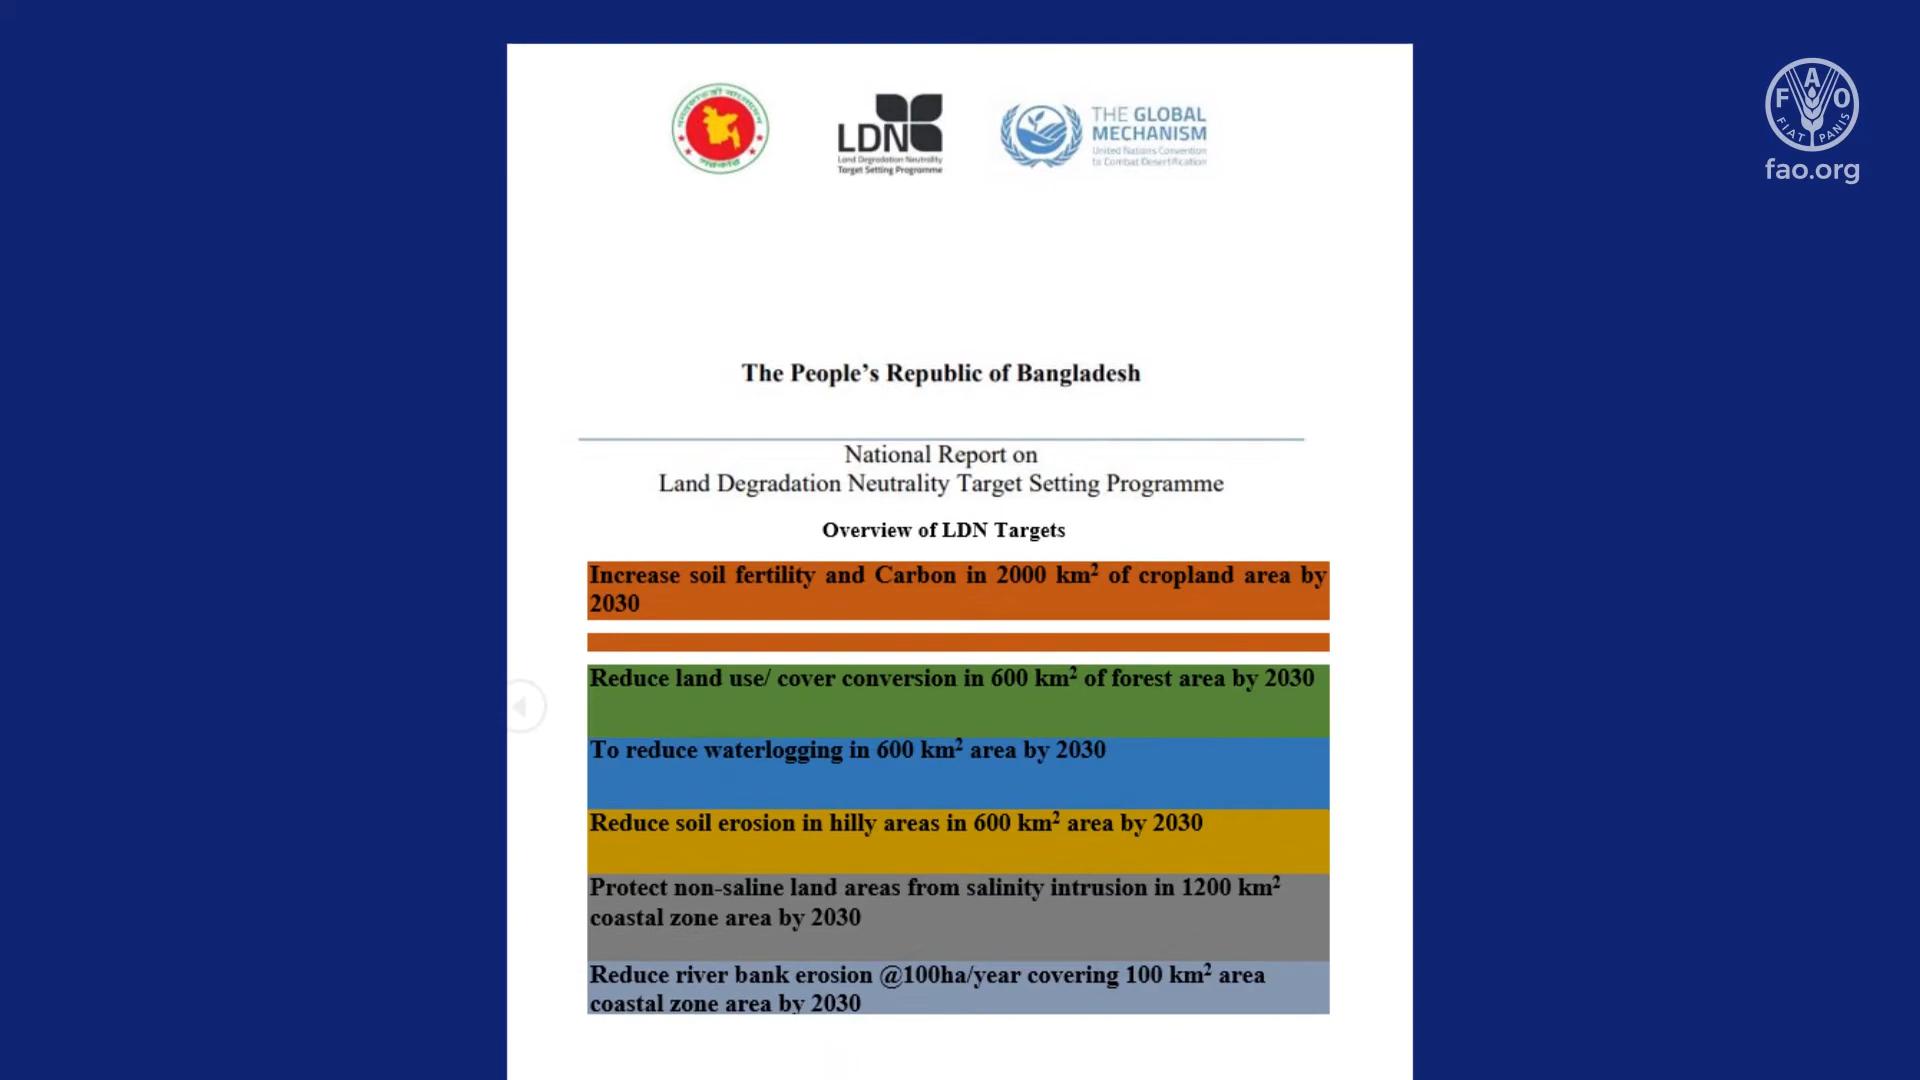 LDN
Land Degradation Neutrality
Target Setting Programme
THE GLOBAL
MECHANISM
United Nations Convention
to Combat Desertification
F A O
FIAT PANIS
fao.org
The People's Republic of Bangladesh
National Report on
Land Degradation Neutrality Target Setting Programme
Overview of LDN Targets
Increase soil fertility and Carbon in 2000 km² of cropland area by
2030
Reduce land use/ cover conversion in 600 km² of forest area by 2030
To reduce waterlogging in 600 km² area by 2030
Reduce soil erosion in hilly areas in 600 km² area by 2030
Protect non-saline land areas from salinity intrusion in 1200 km²
coastal zone area by 2030
Reduce river bank erosion @100ha/year covering 100 km² area
coastal zone area by 2030